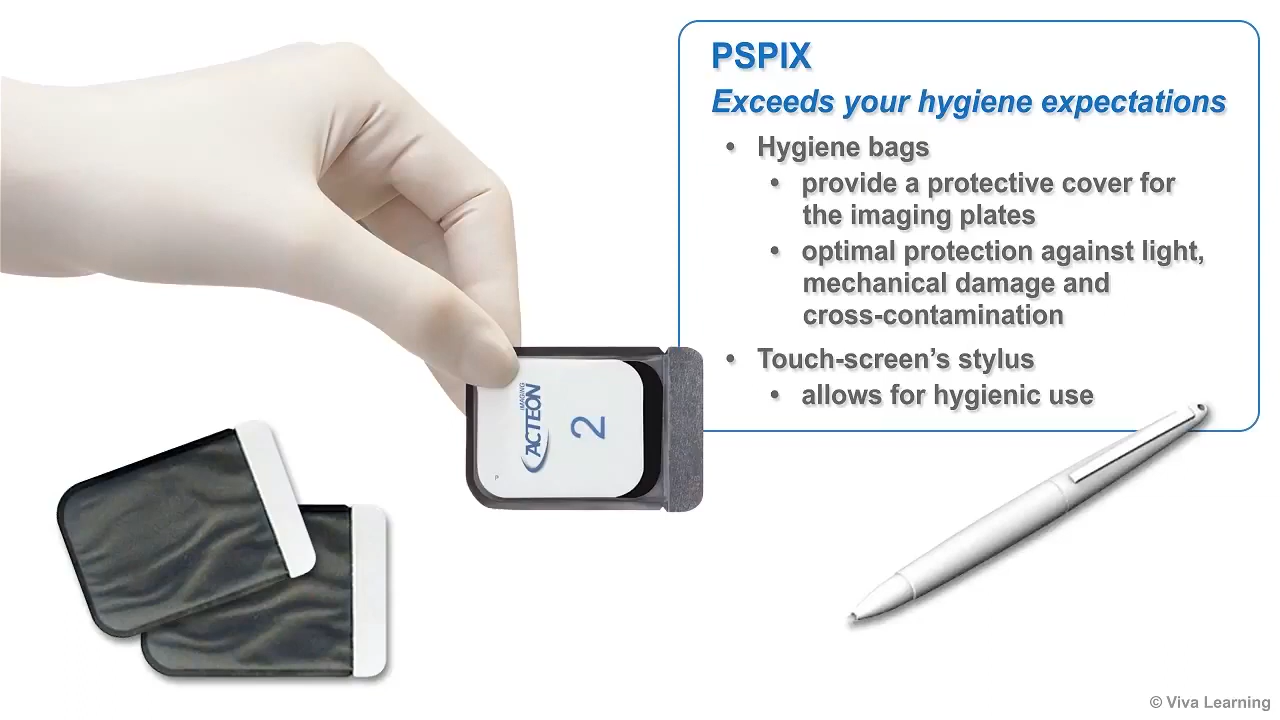 PSPIX
Exceeds your hygiene expectations
• Hygiene bags
• provide a protective cover for
the imaging plates
• optimal protection against light,
mechanical damage and
cross-contamination
• Touch-screen’s stylus
• allows for hygienic use
ACTEON
IMAGING
2
P
© Viva Learning